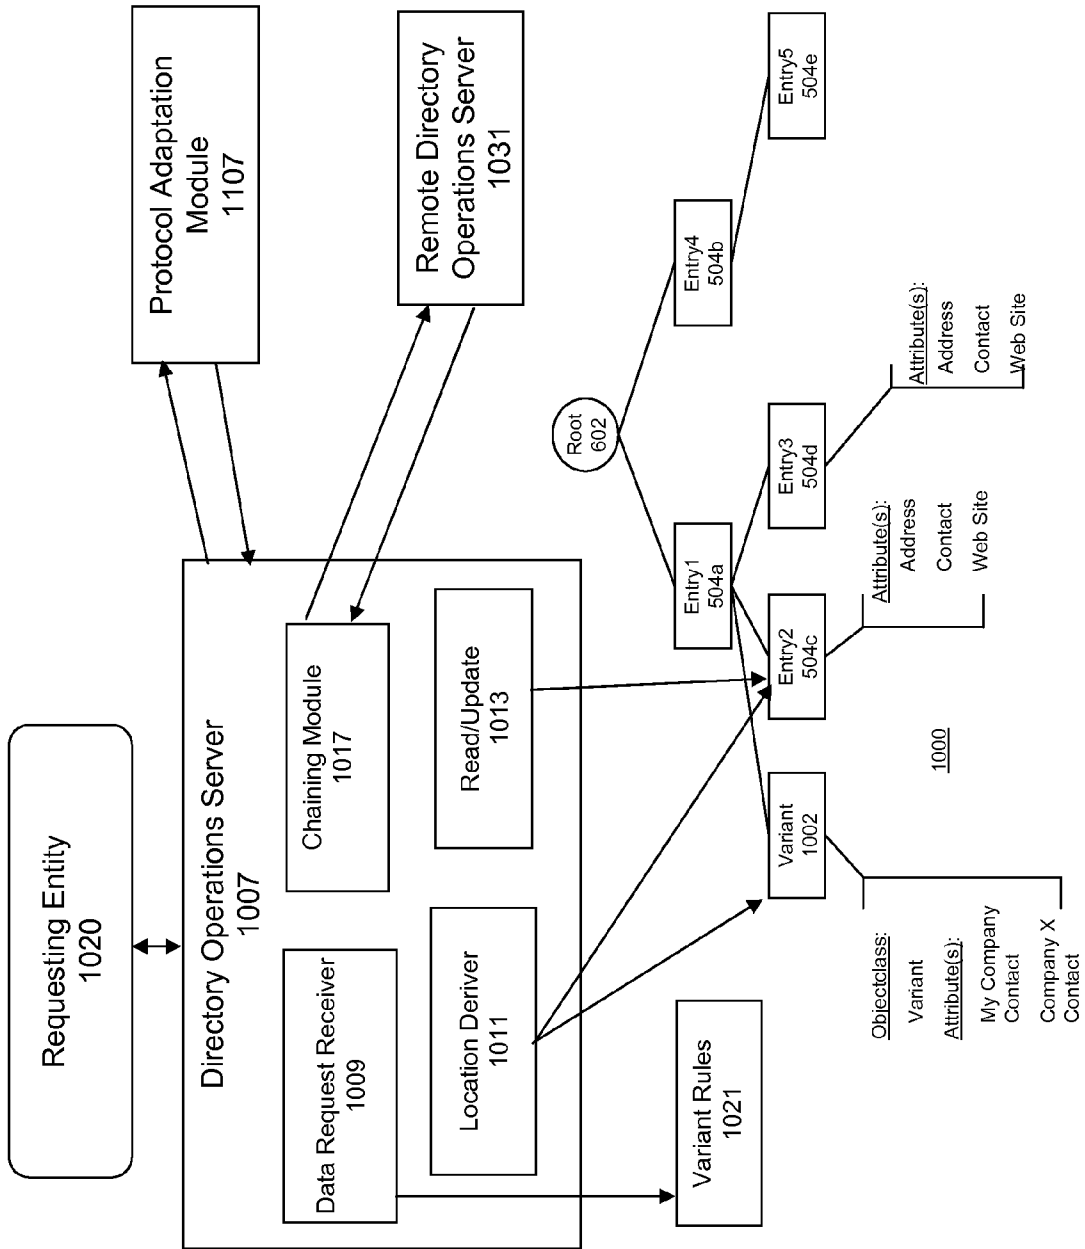 Requesting Entity
1020
Directory Operations Server
1007
Data Request Receiver
1009
Chaining Module
1017
Location Deriver
1011
Read/Update
1013
Protocol Adaptation
Module
1107
Remote Directory
Operations Server
1031
Variant Rules
1021
Root
602
Entry1
504a
Entry4
504b
Variant
1002
Entry2
504c
Entry3
504d
Entry5
504e
Objectclass:
Variant
Attribute(s):
My Company
Contact
Company X
Contact
Attribute(s):
Address
Contact
Web Site
Attribute(s):
Address
Contact
Web Site
1000